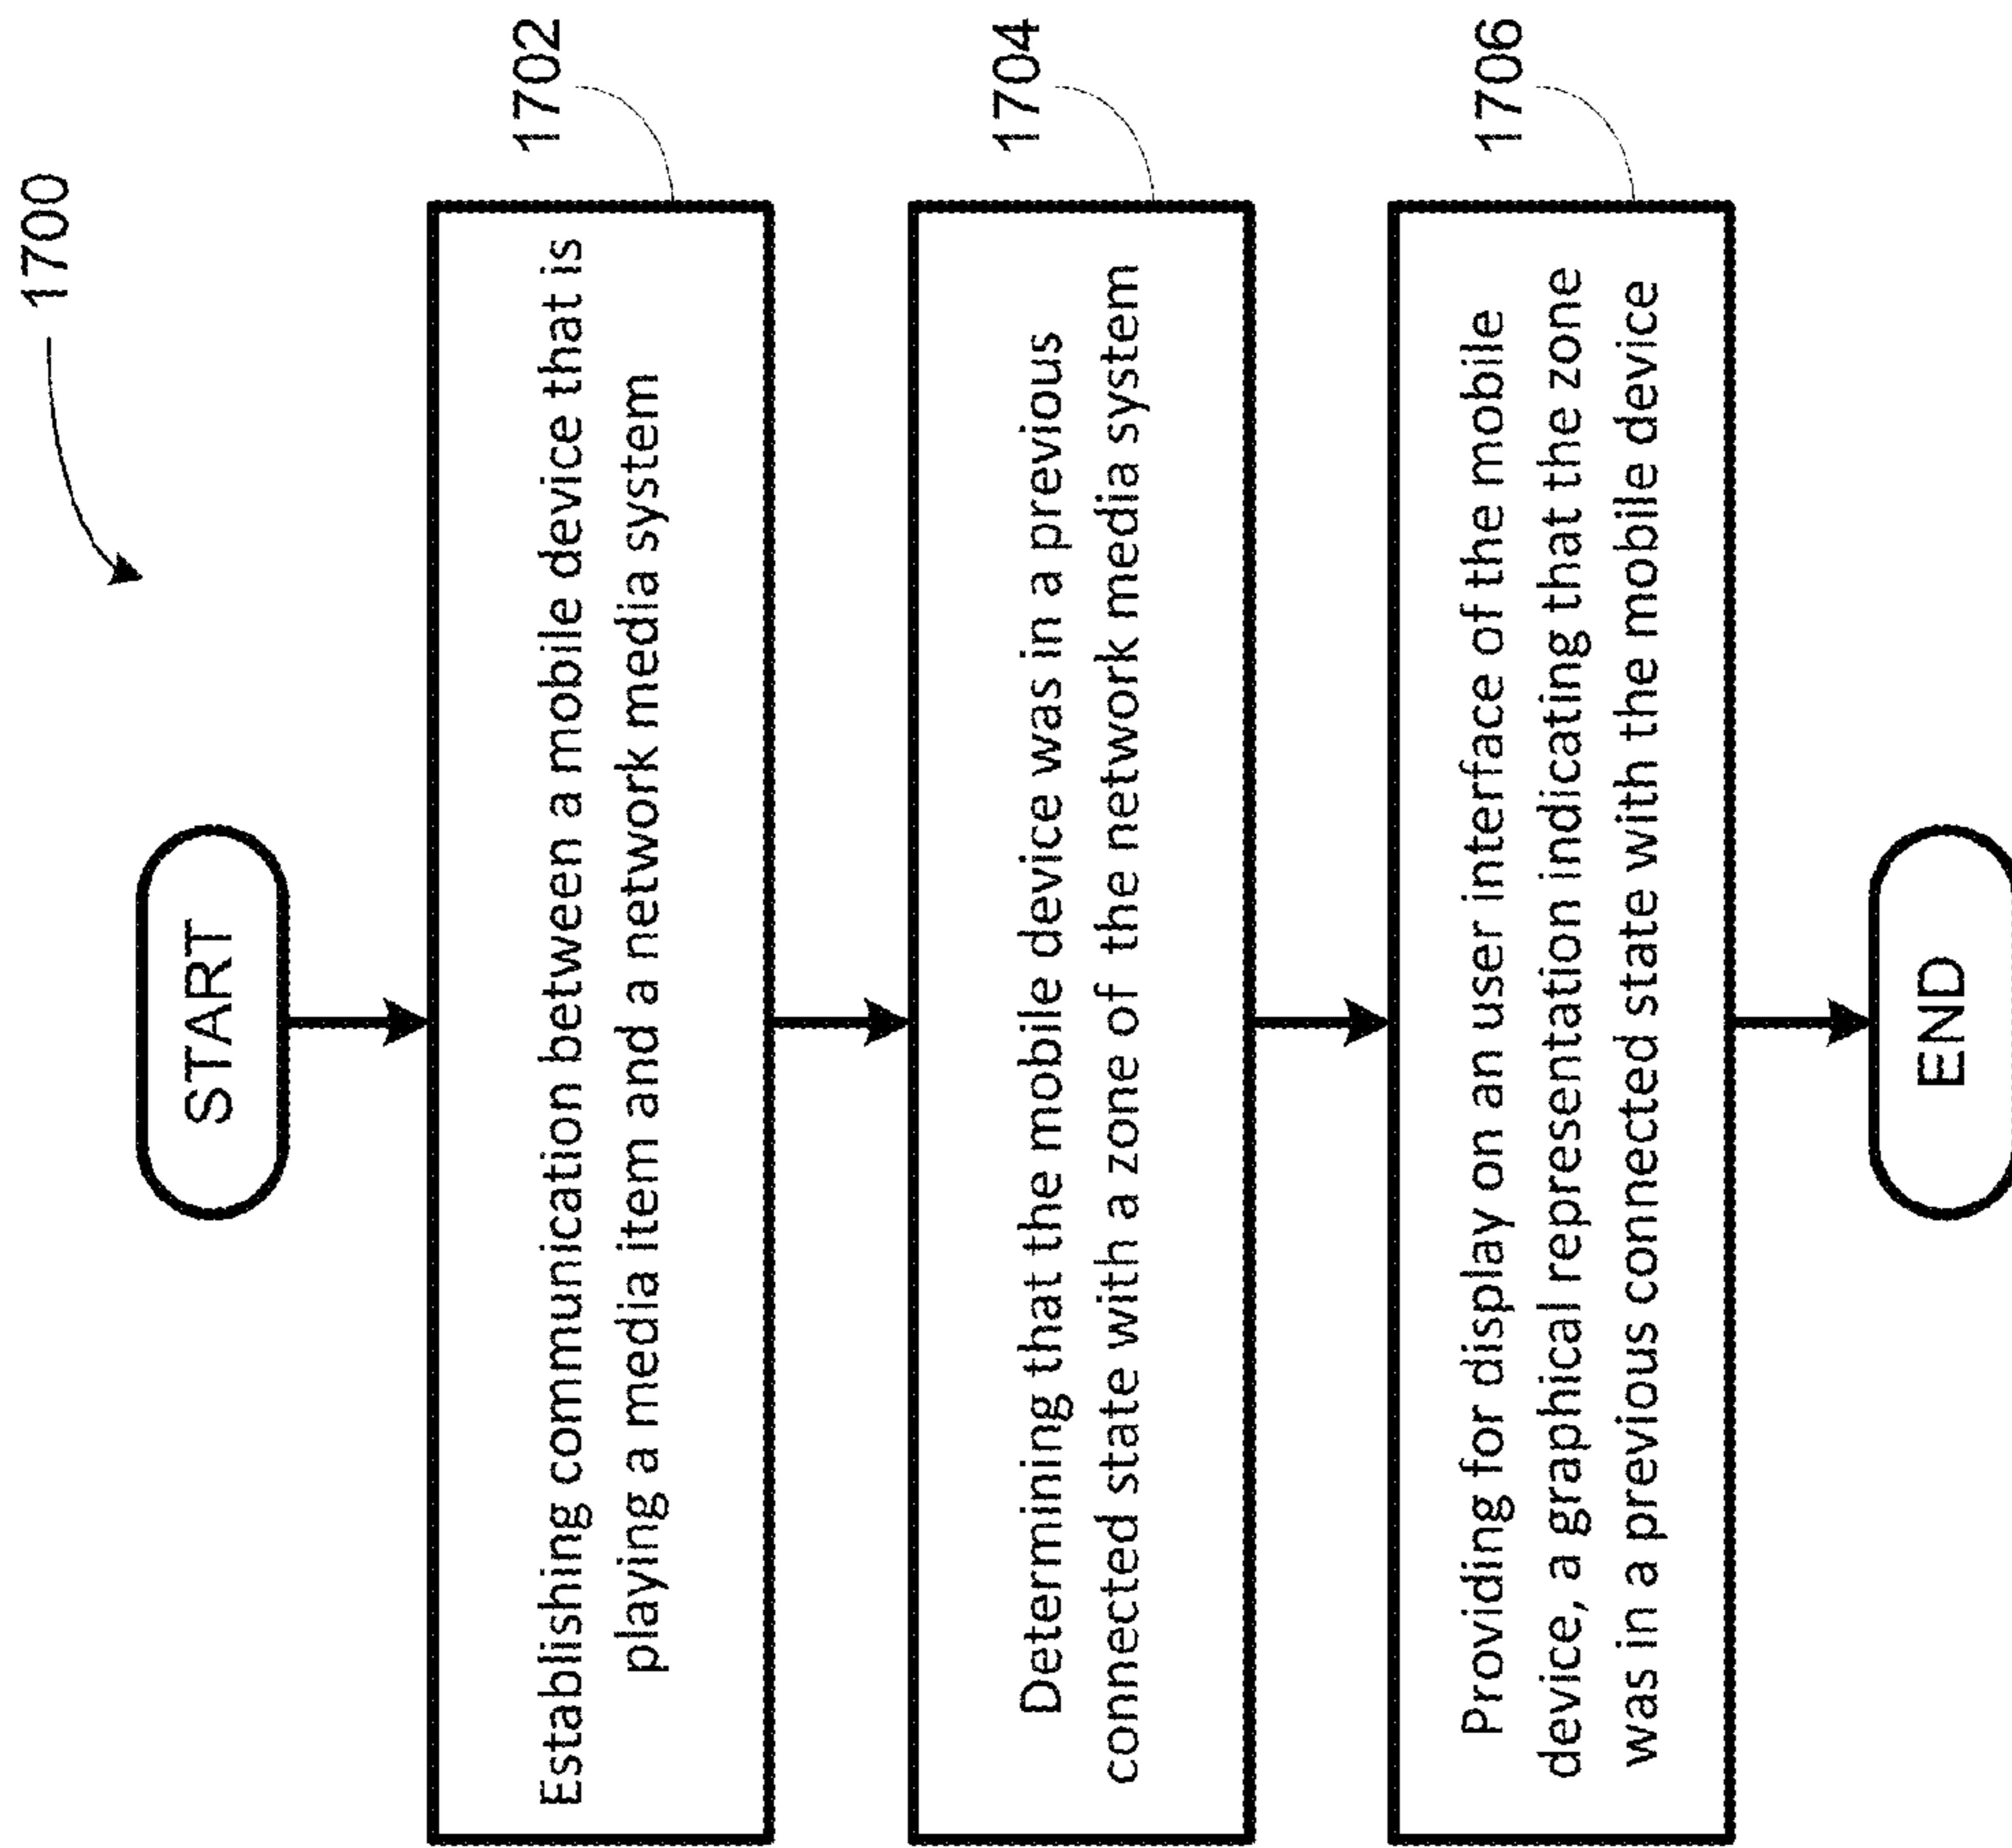 1700
START
Establishing communication between a mobile device that is
playing a media item and a network media system
1702
Determining that the mobile device was in a previous
connected state with a zone of the network media system
1704
Providing for display on an user interface of the mobile
device, a graphical representation indicating that the zone
was in a previous connected state with the mobile device
1706
END